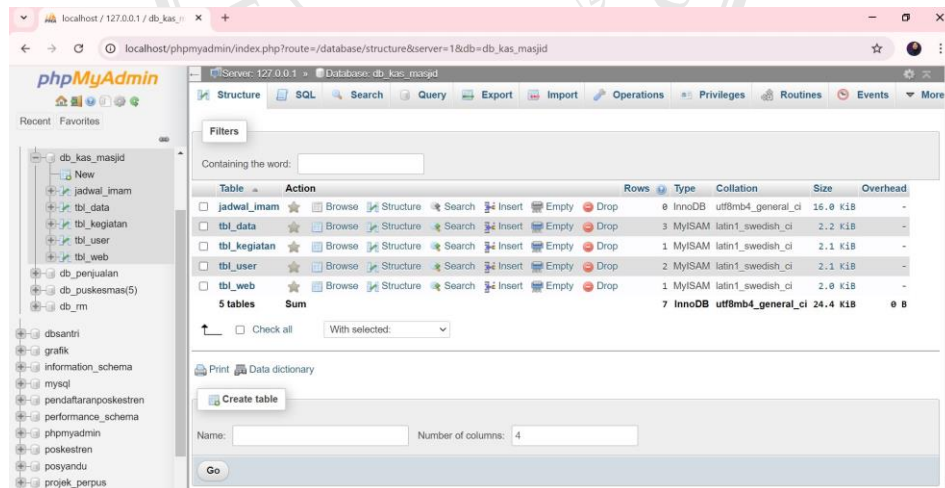 localhost / 127.0.0.1 / db_kas_m
localhost/phpmyadmin/index.php?route=/database/structure&server=1&db=db_kas_masjid
phpMyAdmin
Recent Favorites
db_kas_masjid
New
jadwal_imam
tbl_data
tbl_kegiatan
tbl_user
tbl_web
db_penjualan
db_puskesmas(5)
db_rm
dbsantri
grafik
information_schema
mysql
pendaftaranposkestren
performance_schema
phpmyadmin
poskestren
posyandu
projek_perpus
Server: 127.0.0.1 » Database: db_kas_masjid
Structure SQL Search Query Export Import Operations Privileges Routines Events More
Filters
Containing the word:
Table Action Rows Type Collation Size Overhead
jadwal_imam Browse Structure Search Insert Empty Drop 0 InnoDB utf8mb4_general_ci 16.0 KiB -
tbl_data Browse Structure Search Insert Empty Drop 3 MyISAM latin1_swedish_ci 2.2 KiB -
tbl_kegiatan Browse Structure Search Insert Empty Drop 1 MyISAM latin1_swedish_ci 2.1 KiB -
tbl_user Browse Structure Search Insert Empty Drop 2 MyISAM latin1_swedish_ci 2.1 KiB -
tbl_web Browse Structure Search Insert Empty Drop 1 MyISAM latin1_swedish_ci 2.0 KiB -
5 tables Sum 7 InnoDB utf8mb4_general_ci 24.4 KiB 0 B
Check all With selected:
Print Data dictionary
Create table
Name: Number of columns: 4
Go